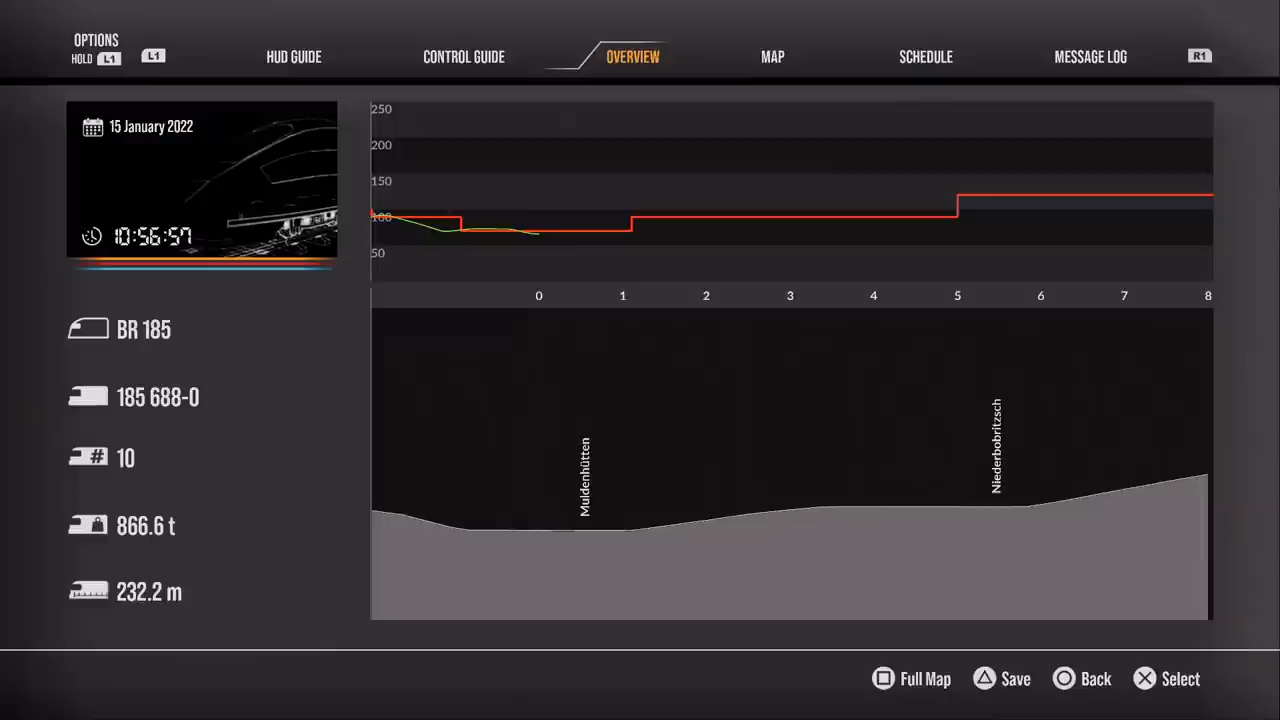 OPTIONS
HOLD L1
L1
HUD GUIDE
CONTROL GUIDE
OVERVIEW
MAP
SCHEDULE
MESSAGE LOG
R1
15 January 2022
10:56:57
BR 185
185 688-0
# 10
866.6 t
232.2 m
250
200
150
100
50
0 1 2 3 4 5 6 7 8
Muldenhütten
Niederbobritzsch
Full Map
Save
Back
Select